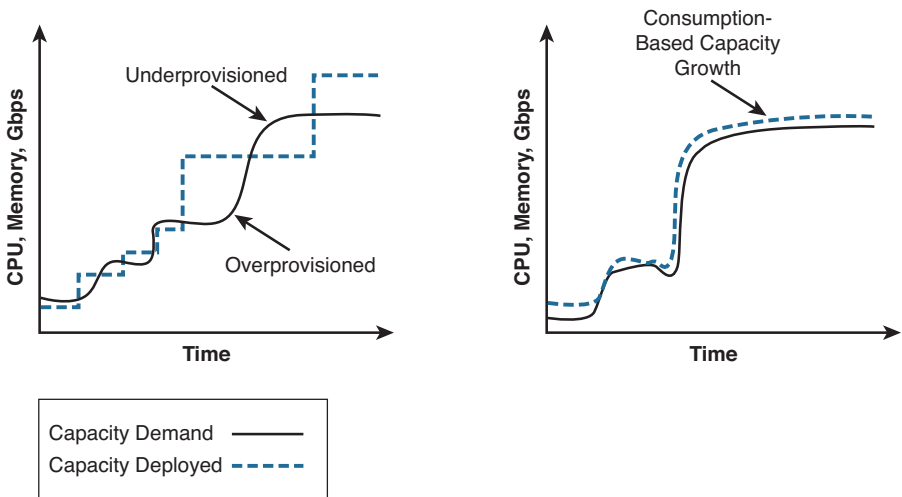 CPU, Memory, Gbps
Underprovisioned
Overprovisioned
Time
CPU, Memory, Gbps
Consumption-
Based Capacity
Growth
Time
Capacity Demand
Capacity Deployed